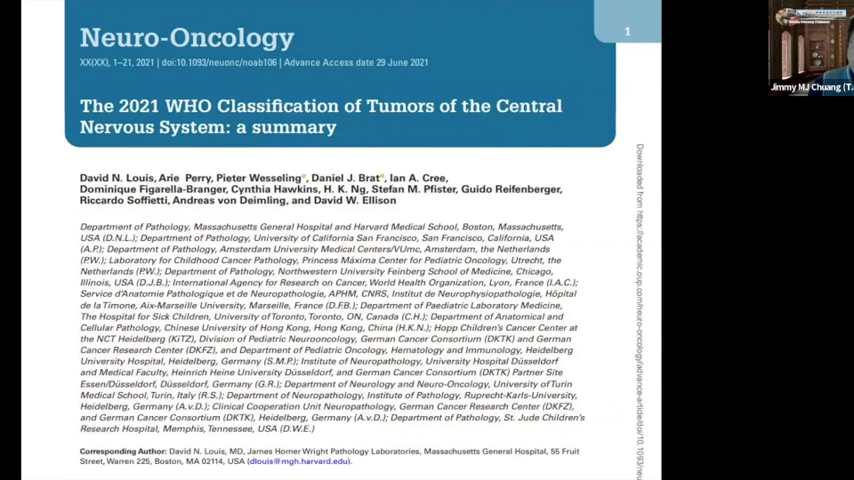 Neuro-Oncology
1
XX(XX), 1–21, 2021 | doi:10.1093/neuonc/noab106 | Advance Access date 29 June 2021
The 2021 WHO Classification of Tumors of the Central
Nervous System: a summary
David N. Louis, Arie Perry, Pieter Wesseling, Daniel J. Brat, Ian A. Cree,
Dominique Figarella-Branger, Cynthia Hawkins, H. K. Ng, Stefan M. Pfister, Guido Reifenberger,
Riccardo Soffietti, Andreas von Deimling, and David W. Ellison
Department of Pathology, Massachusetts General Hospital and Harvard Medical School, Boston, Massachusetts,
USA (D.N.L.); Department of Pathology, University of California San Francisco, San Francisco, California, USA
(A.P.); Department of Pathology, Amsterdam University Medical Centers/VUmc, Amsterdam, the Netherlands
(P.W.); Laboratory for Childhood Cancer Pathology, Princess Máxima Center for Pediatric Oncology, Utrecht, the
Netherlands (P.W.); Department of Pathology, Northwestern University Feinberg School of Medicine, Chicago,
Illinois, USA (D.J.B.); International Agency for Research on Cancer, World Health Organization, Lyon, France (I.A.C.);
Service d'Anatomie Pathologique et de Neuropathologie, APHM, CNRS, Institut de Neurophysiopathologie, Hôpital
de la Timone, Aix-Marseille University, Marseille, France (D.F.B.); Department of Paediatric Laboratory Medicine,
The Hospital for Sick Children, University of Toronto, Toronto, ON, Canada (C.H.); Department of Anatomical and
Cellular Pathology, Chinese University of Hong Kong, Hong Kong, China (H.K.N.); Hopp Children's Cancer Center at
the NCT Heidelberg (KiTZ), Division of Pediatric Neurooncology, German Cancer Consortium (DKTK) and German
Cancer Research Center (DKFZ), and Department of Pediatric Oncology, Hematology and Immunology, Heidelberg
University Hospital, Heidelberg, Germany (S.M.P.); Institute of Neuropathology, University Hospital Düsseldorf
and Medical Faculty, Heinrich Heine University Düsseldorf, and German Cancer Consortium (DKTK) Partner Site
Essen/Düsseldorf, Düsseldorf, Germany (G.R.); Department of Neurology and Neuro-Oncology, University of Turin
Medical School, Turin, Italy (R.S.); Department of Neuropathology, Institute of Pathology, Ruprecht-Karls-University,
Heidelberg, Germany (A.v.D.); Clinical Cooperation Unit Neuropathology, German Cancer Research Center (DKFZ),
and German Cancer Consortium (DKTK), Heidelberg, Germany (A.v.D.); Department of Pathology, St. Jude Children's
Research Hospital, Memphis, Tennessee, USA (D.W.E.)
Corresponding Author: David N. Louis, MD, James Homer Wright Pathology Laboratories, Massachusetts General Hospital, 55 Fruit
Street, Warren 225, Boston, MA 02114, USA (dlouis@mgh.harvard.edu).
Downloaded from https://academic.oup.com/neuro-oncology/advance-article/doi/10.1093/neu
Jimmy MJ Chuang (T.